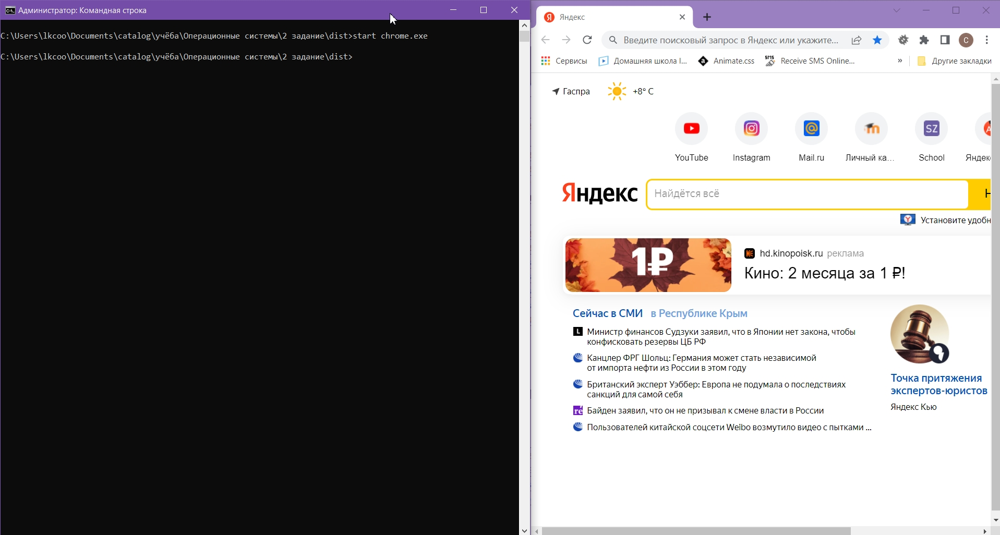 Администратор: Командная строка
C:\Users\lkcoo\Documents\catalog\учёба\Операционные системы\2 задание\dist>start chrome.exe
C:\Users\lkcoo\Documents\catalog\учёба\Операционные системы\2 задание\dist>
Яндекс
Введите поисковый запрос в Яндекс или укажите...
C
Сервисы
Домашняя школа I...
Animate.css
Receive SMS Online...
»
Другие закладки
Гаспра
+8° C
YouTube
Instagram
Mail.ru
Личный ка...
School
Яндек
Яндекс
Найдётся всё
Н
Установите удобн
1₽
hd.kinopoisk.ru реклама
Кино: 2 месяца за 1 ₽!
Сейчас в СМИ в Республике Крым
Министр финансов Судзуки заявил, что в Японии нет закона, чтобы
конфисковать резервы ЦБ РФ
Канцлер ФРГ Шольц: Германия может стать независимой
от импорта нефти из России в этом году
Британский эксперт Уэббер: Европа не подумала о последствиях
санкций для самой себя
Байден заявил, что он не призывал к смене власти в России
Пользователей китайской соцсети Weibo возмутило видео с пытками ...
Точка притяжения
экспертов-юристов
Яндекс Кью